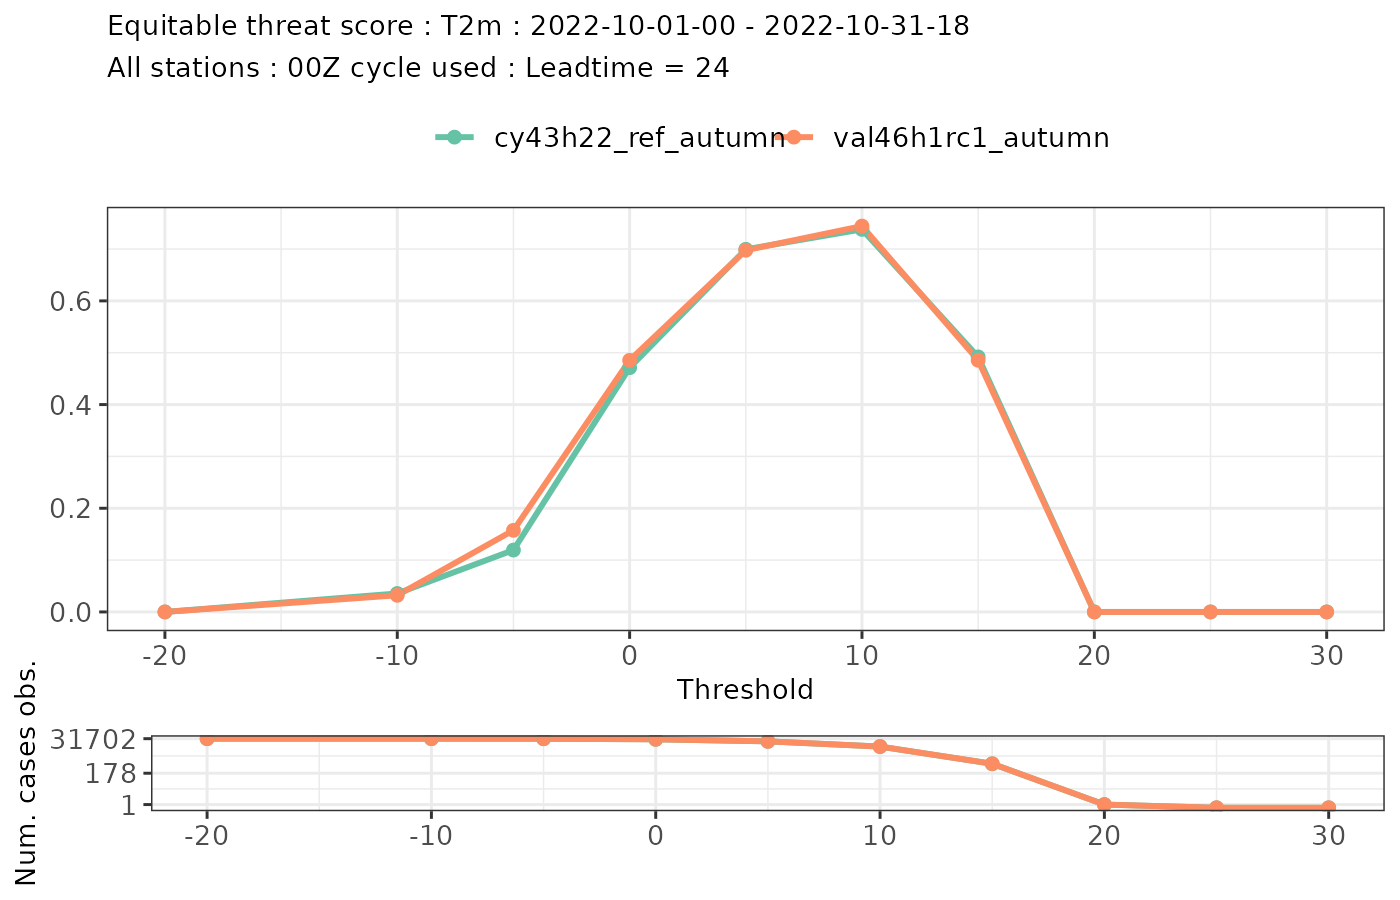 Equitable threat score : T2m : 2022-10-01-00 - 2022-10-31-18
All stations : 00Z cycle used : Leadtime = 24
cy43h22_ref_autumn val46h1rc1_autumn
0.6
0.4
0.2
0.0
-20 -10 0 10 20 30
Threshold
Num. cases obs.
31702
178
1
-20 -10 0 10 20 30